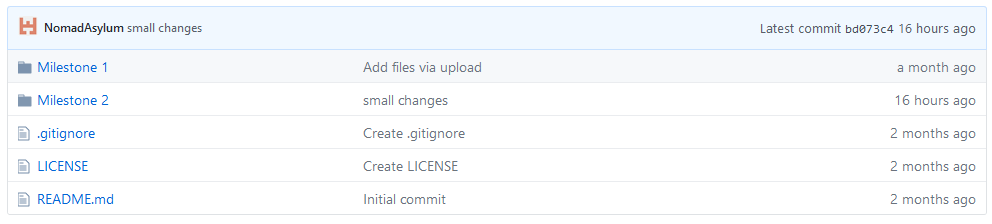 NomadAsylum small changes Latest commit bd073c4 16 hours ago
Milestone 1 Add files via upload a month ago
Milestone 2 small changes 16 hours ago
.gitignore Create .gitignore 2 months ago
LICENSE Create LICENSE 2 months ago
README.md Initial commit 2 months ago